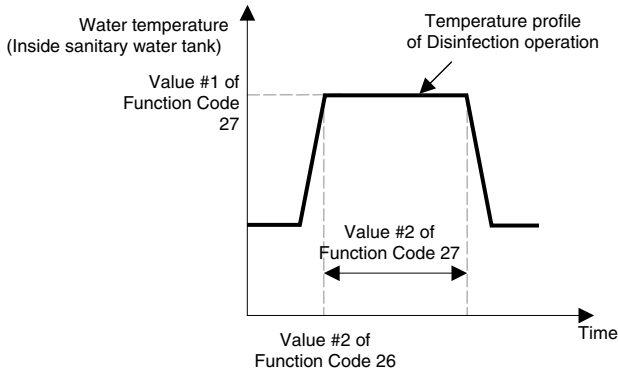 Water temperature
(Inside sanitary water tank)
Temperature profile
of Disinfection operation
Value #1 of
Function Code
27
Value #2 of
Function Code 27
Time
Value #2 of
Function Code 26